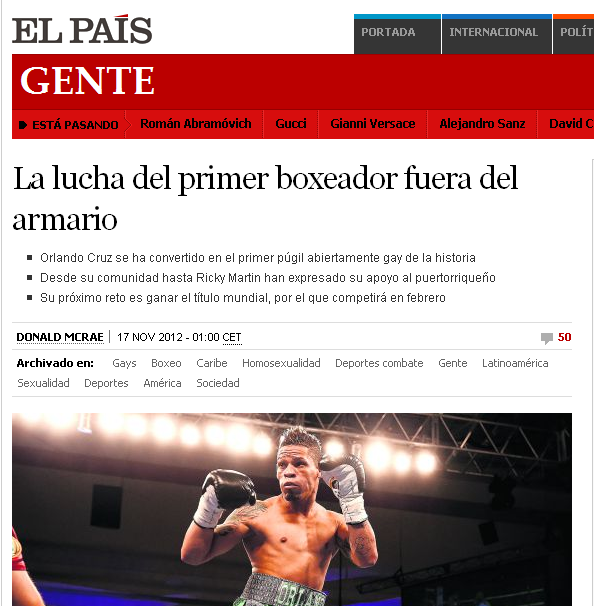 EL PAÍS
PORTADA
INTERNACIONAL
POLÍT
GENTE
ESTÁ PASANDO
Román Abramóvich
Gucci
Gianni Versace
Alejandro Sanz
David C
La lucha del primer boxeador fuera del
armario
Orlando Cruz se ha convertido en el primer púgil abiertamente gay de la historia
Desde su comunidad hasta Ricky Martin han expresado su apoyo al puertorriqueño
Su próximo reto es ganar el título mundial, por el que competirá en febrero
DONALD MCRAE | 17 NOV 2012 - 01:00 CET
50
Archivado en: Gays Boxeo Caribe Homosexualidad Deportes combate Gente Latinoamérica
Sexualidad Deportes América Sociedad